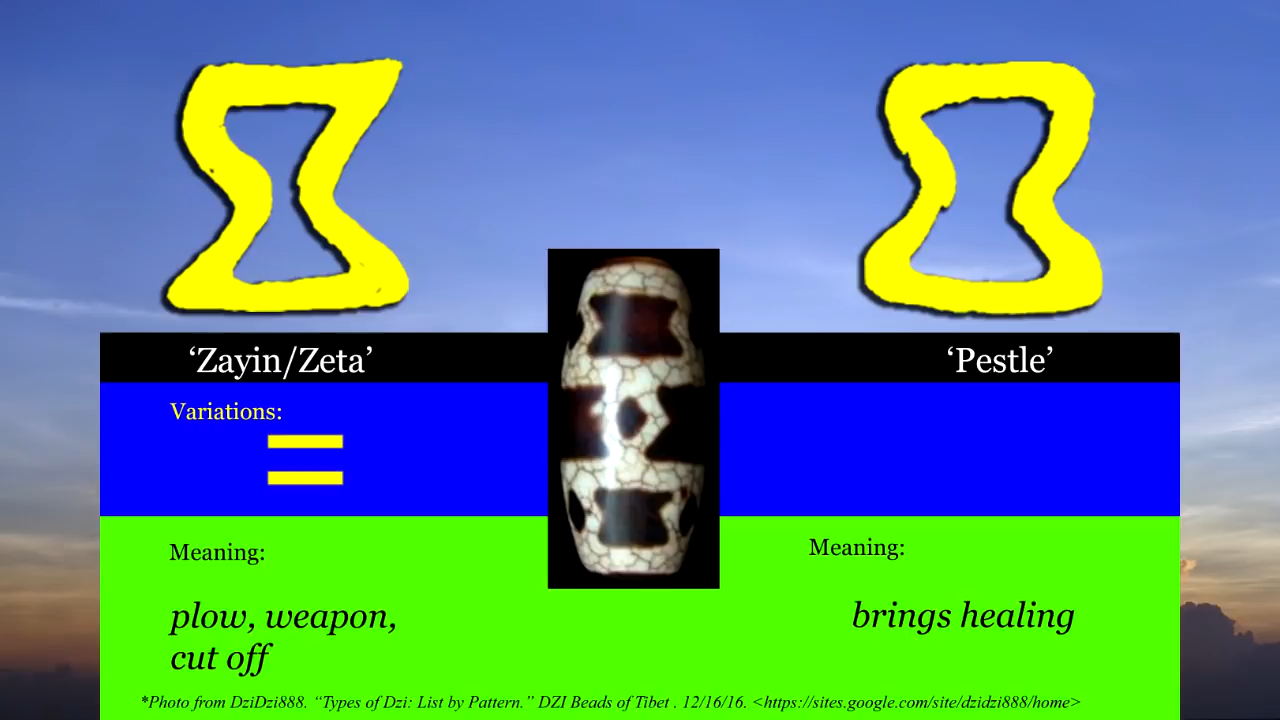 ‘Zayin/Zeta’
‘Pestle’
Variations:
Meaning:
Meaning:
plow, weapon,
cut off
brings healing
*Photo from DziDzi888. “Types of Dzi: List by Pattern.” DZI Beads of Tibet . 12/16/16. <https://sites.google.com/site/dzidzi888/home>